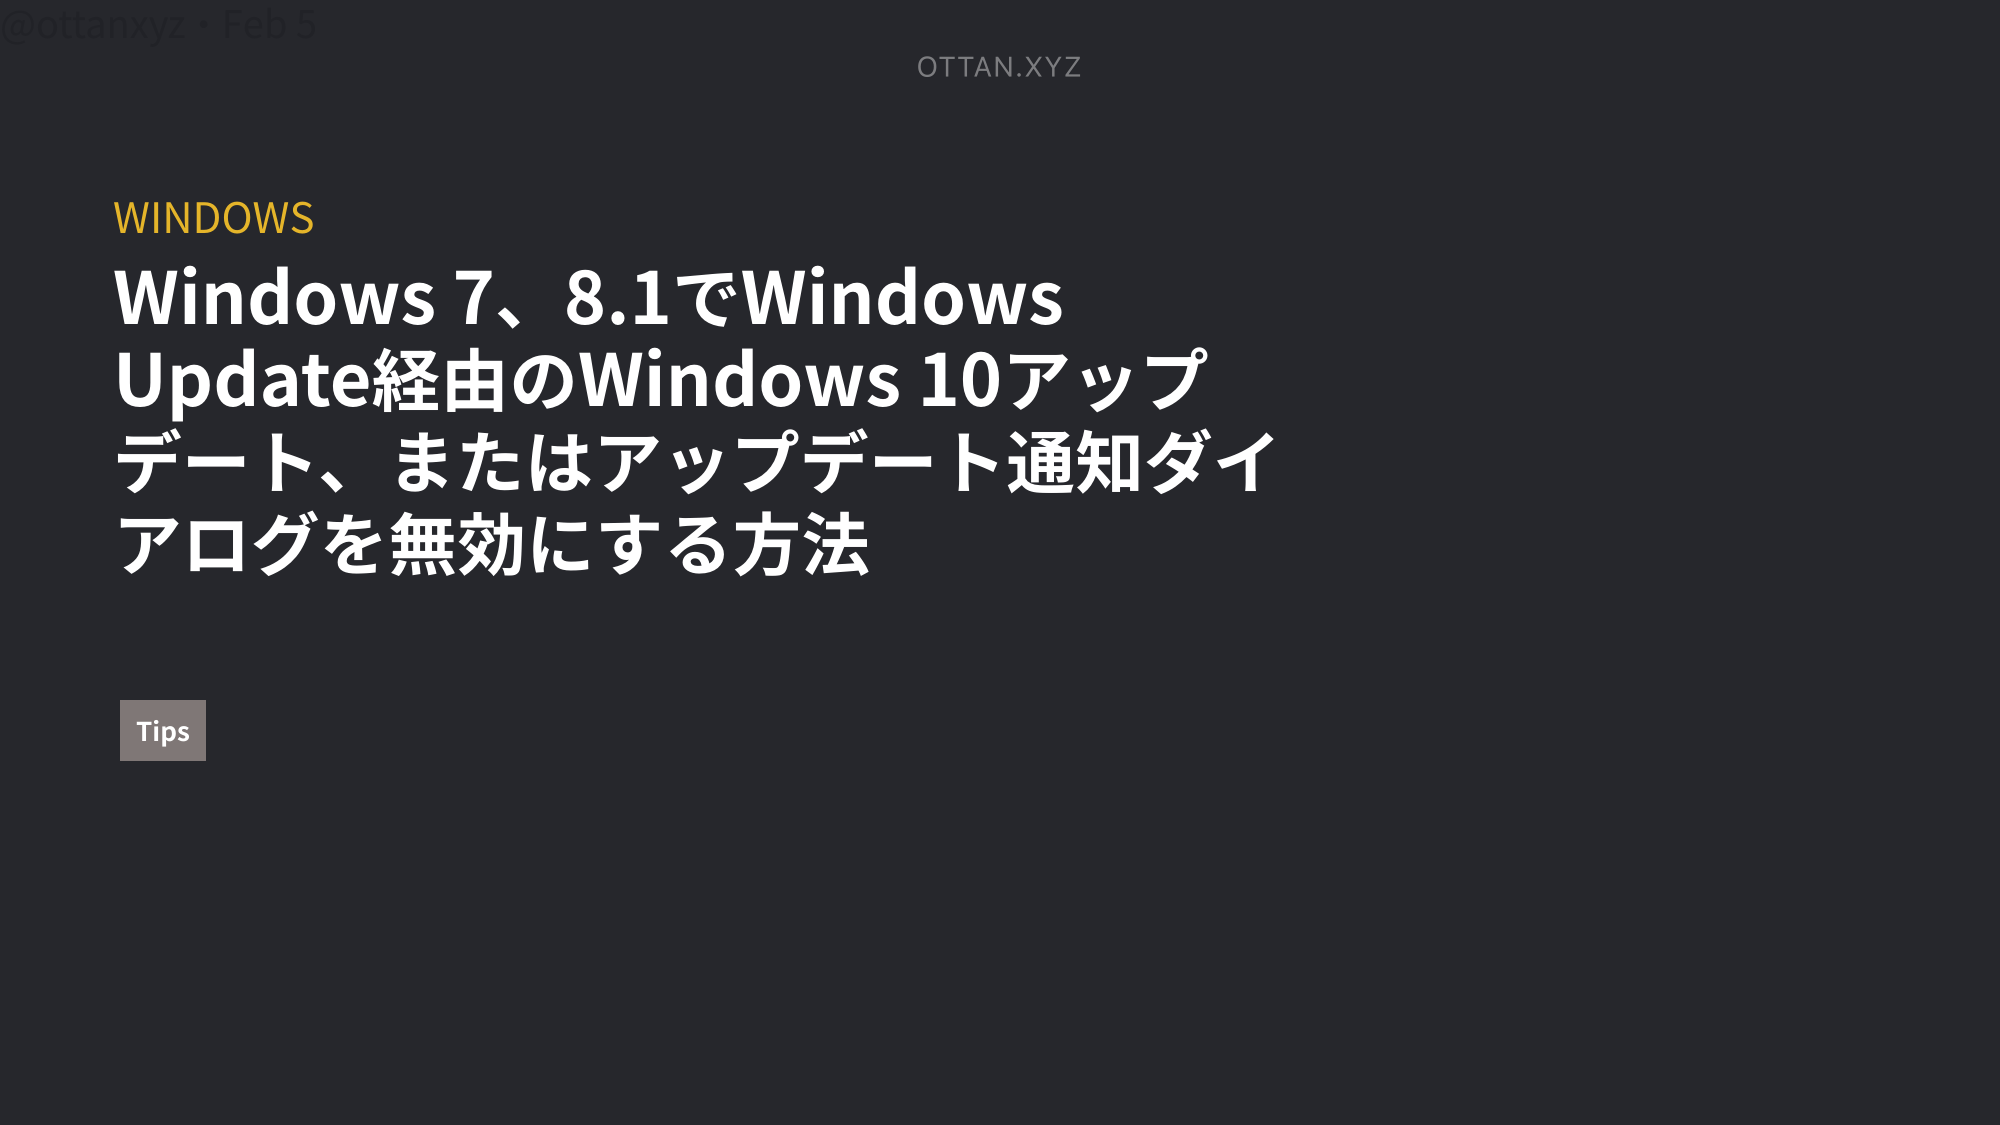 @ottanxyz・Feb 5
OTTAN.XYZ
WINDOWS
Windows 7、8.1でWindows
Update経由のWindows 10アップ
デート、またはアップデート通知ダイ
アログを無効にする方法
Tips